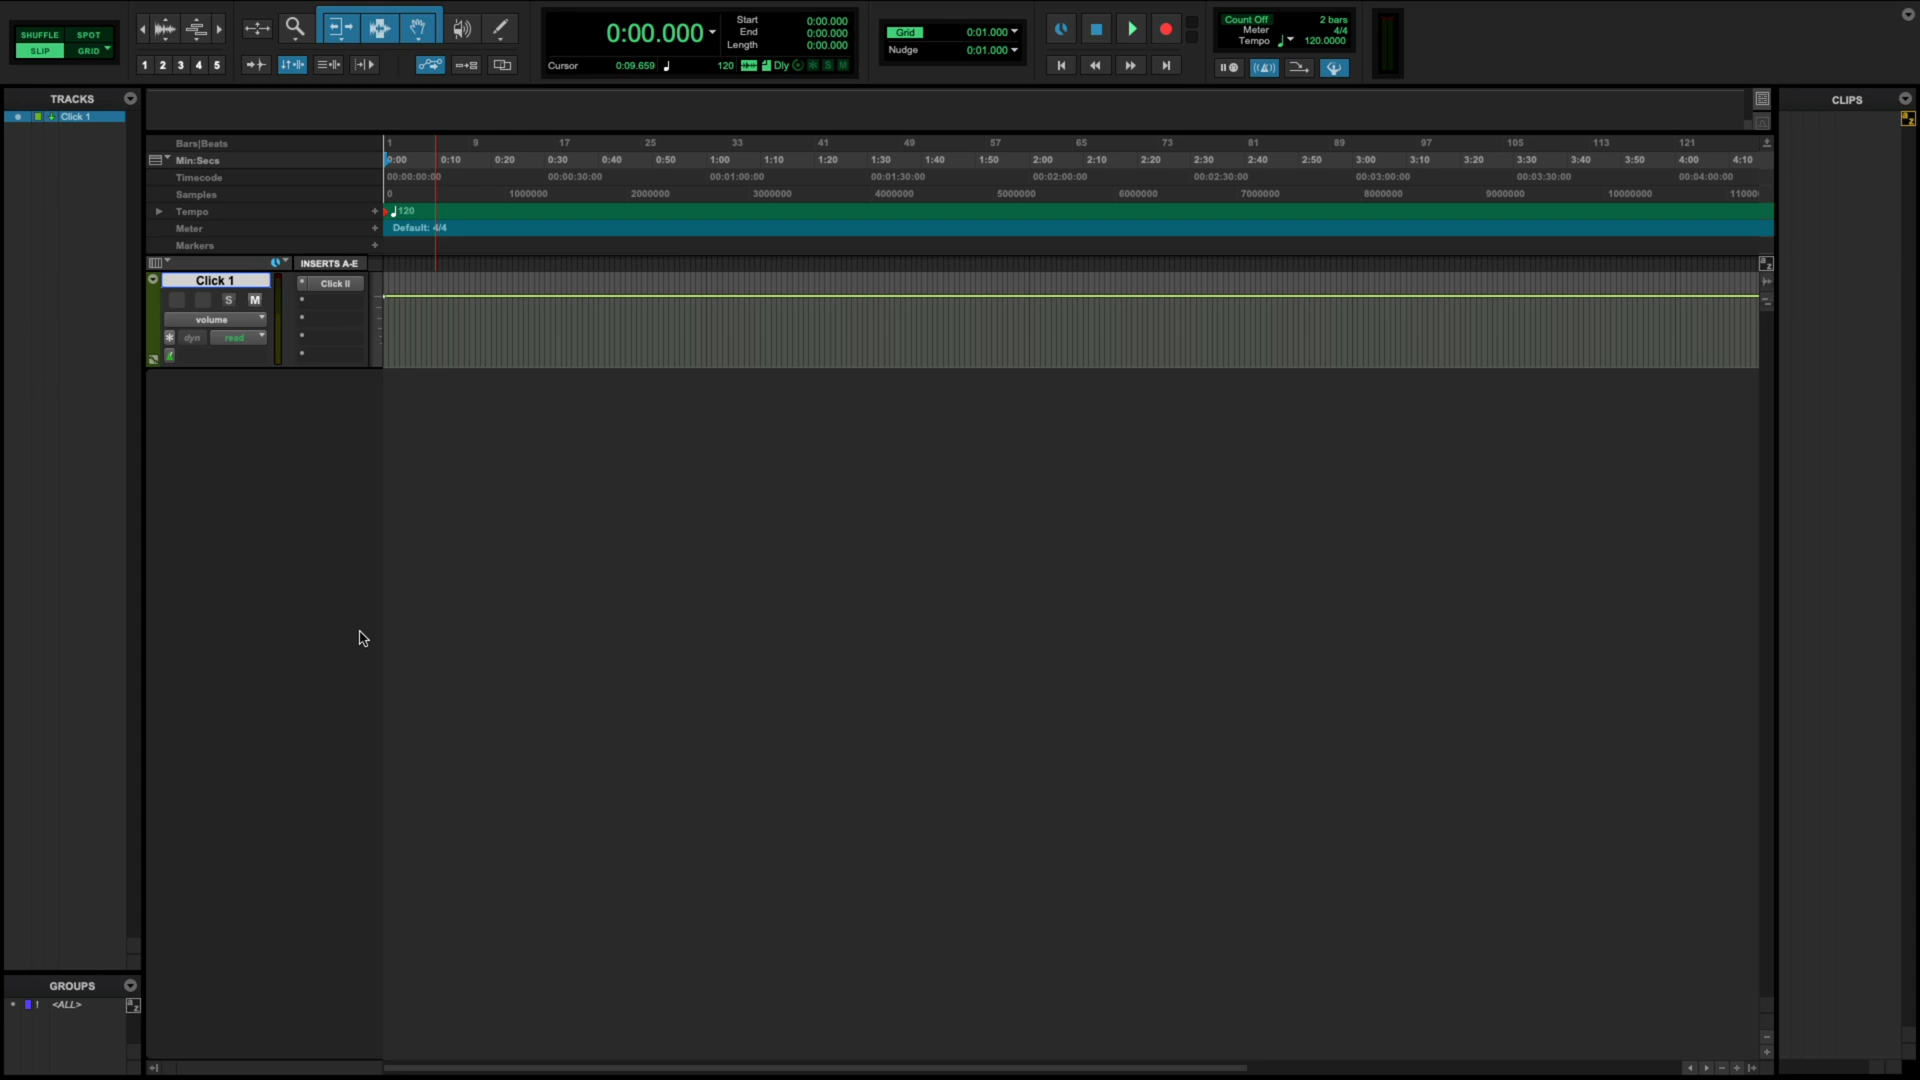 SHUFFLE SPOT
SLIP GRID
1 2 3 4 5
0:00.000
Start 0:00.000
End 0:00.000
Length 0:00.000
Cursor 0:09.659 120 Dly S M
Grid 0:01.000
Nudge 0:01.000
Count Off 2 bars
Meter 4/4
Tempo 120.0000
TRACKS
Click 1
CLIPS
a z
Bars|Beats 1 9 17 25 33 41 49 57 65 73 81 89 97 105 113 121
Min:Secs 0:00 0:10 0:20 0:30 0:40 0:50 1:00 1:10 1:20 1:30 1:40 1:50 2:00 2:10 2:20 2:30 2:40 2:50 3:00 3:10 3:20 3:30 3:40 3:50 4:00 4:10
Timecode 00:00:00:00 00:00:30:00 00:01:00:00 00:01:30:00 00:02:00:00 00:02:30:00 00:03:00:00 00:03:30:00 00:04:00:00
Samples 0 1000000 2000000 3000000 4000000 5000000 6000000 7000000 8000000 9000000 10000000 11000
Tempo 120
Meter Default: 4/4
Markers
INSERTS A-E
a z
Click 1 Click II
S M
volume
dyn read
GROUPS
1 <ALL> a z